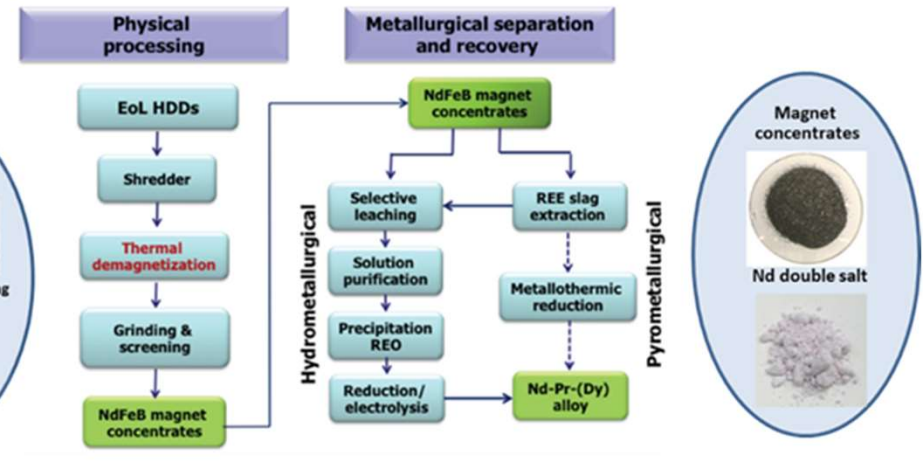 Physical
processing
Metallurgical separation
and recovery
EoL HDDs
Shredder
Thermal
demagnetization
Grinding &
screening
NdFeB magnet
concentrates
NdFeB magnet
concentrates
Hydrometallurgical
Selective
leaching
Solution
purification
Precipitation
REO
Reduction/
electrolysis
REE slag
extraction
Metallothermic
reduction
Nd-Pr-(Dy)
alloy
Pyrometallurgical
Magnet
concentrates
Nd double salt